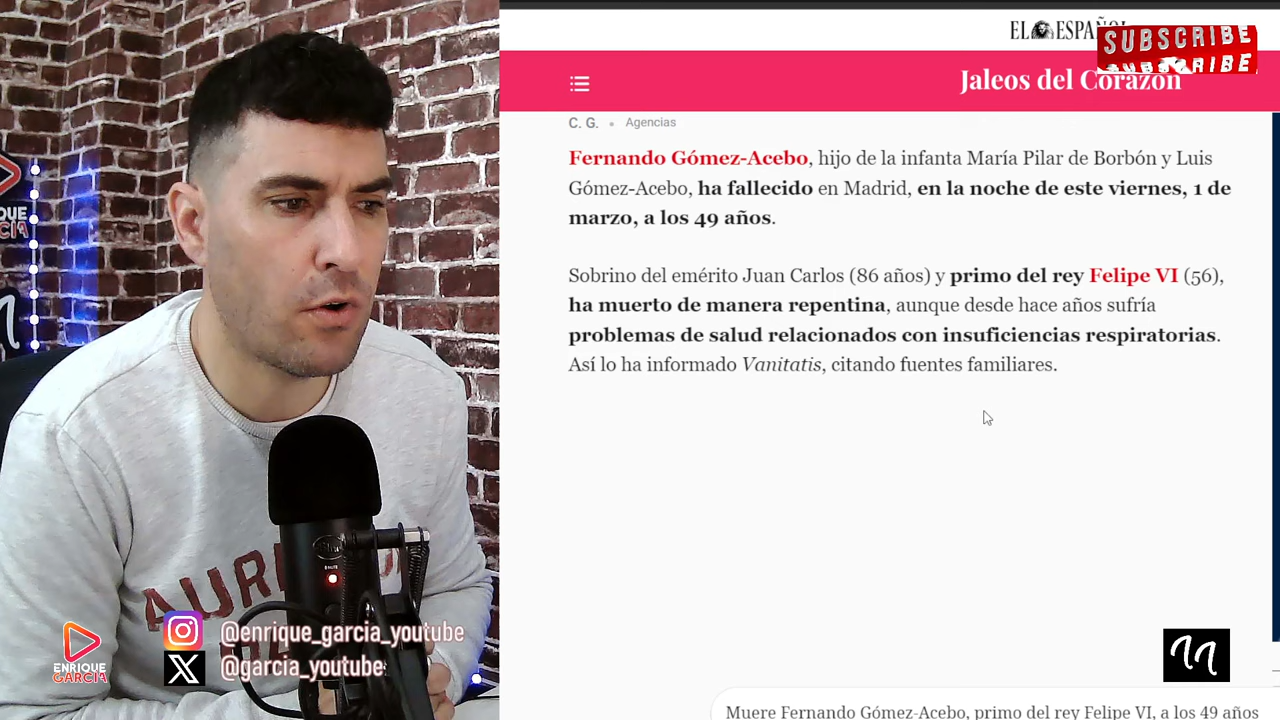 EL ESPAÑOL
SUBSCRIBE
Jaleos del Corazón
C. G. • Agencias
Fernando Gómez-Acebo, hijo de la infanta María Pilar de Borbón y Luis
Gómez-Acebo, ha fallecido en Madrid, en la noche de este viernes, 1 de
marzo, a los 49 años.
Sobrino del emérito Juan Carlos (86 años) y primo del rey Felipe VI (56),
ha muerto de manera repentina, aunque desde hace años sufría
problemas de salud relacionados con insuficiencias respiratorias.
Así lo ha informado Vanitatis, citando fuentes familiares.
Muere Fernando Gómez-Acebo, primo del rey Felipe VI, a los 49 años
@enrique_garcia_youtube
@garcia_youtube
ENRIQUE
GARCIA